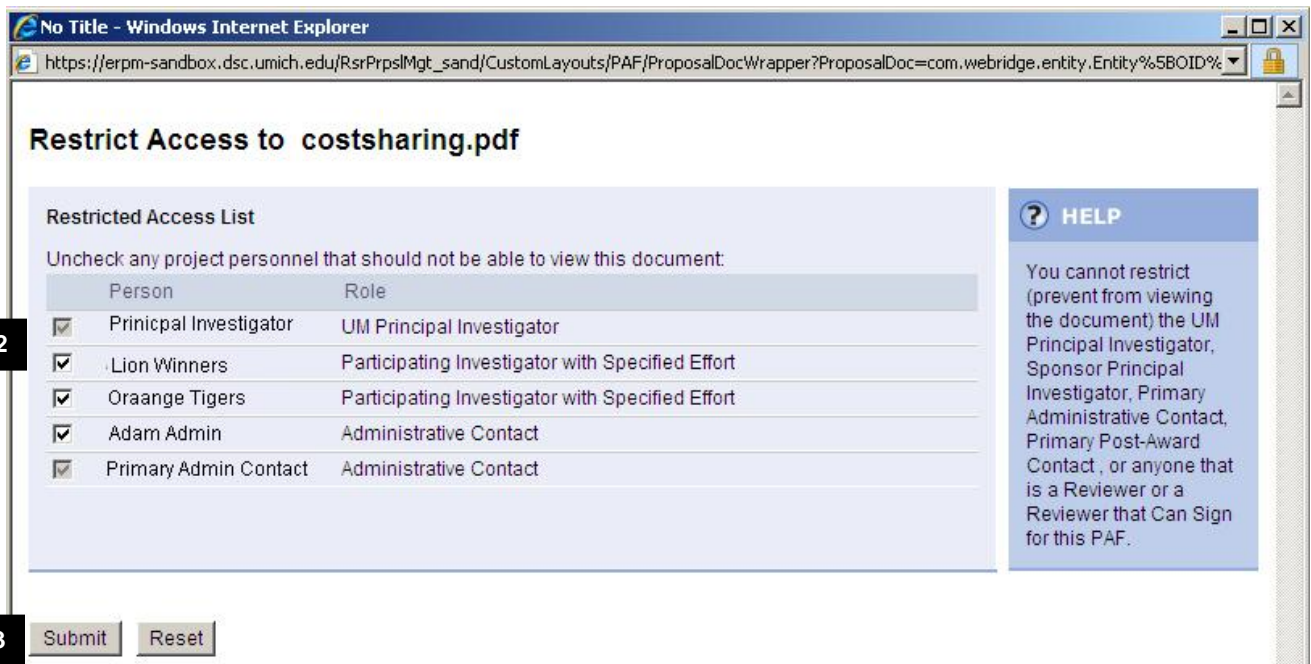 No Title - Windows Internet Explorer
https://erpm-sandbox.dsc.umich.edu/RsrPrpslMgt_sand/CustomLayouts/PAF/ProposalDocWrapper?ProposalDoc=com.webridge.entity.Entity%5BOID%
Restrict Access to costsharing.pdf
Restricted Access List
Uncheck any project personnel that should not be able to view this document:
Person Role
Prinicpal Investigator UM Principal Investigator
2
Lion Winners Participating Investigator with Specified Effort
Oraange Tigers Participating Investigator with Specified Effort
Adam Admin Administrative Contact
Primary Admin Contact Administrative Contact
? HELP
You cannot restrict
(prevent from viewing
the document) the UM
Principal Investigator,
Sponsor Principal
Investigator, Primary
Administrative Contact,
Primary Post-Award
Contact , or anyone that
is a Reviewer or a
Reviewer that Can Sign
for this PAF.
3
Submit Reset